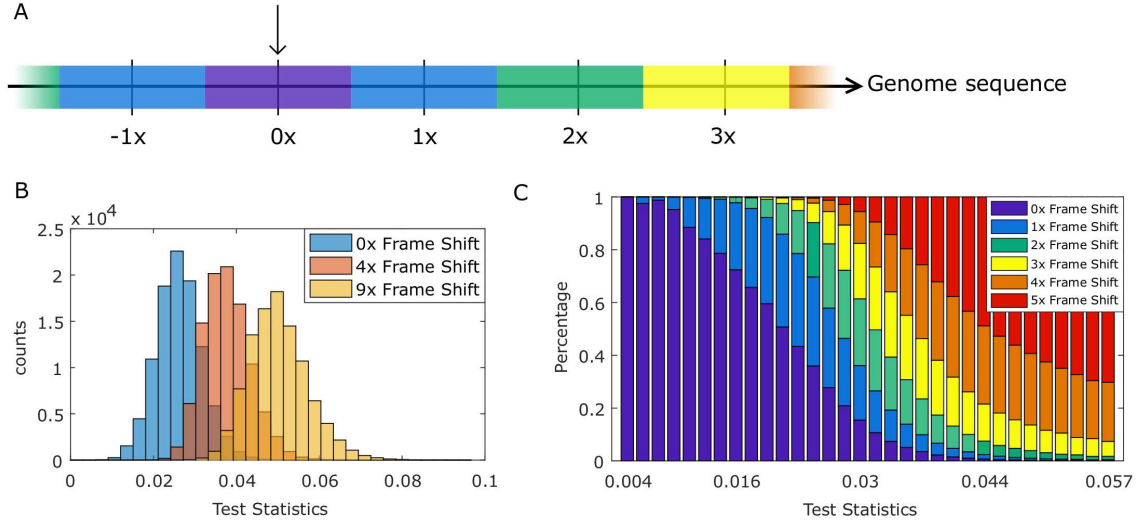 A
Genome sequence
-1x 0x 1x 2x 3x
B
x 10^4
2.5
2
1.5
1
0.5
0
0 0.02 0.04 0.06 0.08 0.1
counts
Test Statistics
0x Frame Shift
4x Frame Shift
9x Frame Shift
C
1
0.8
0.6
0.4
0.2
0
0.004 0.016 0.03 0.044 0.057
Percentage
Test Statistics
0x Frame Shift
1x Frame Shift
2x Frame Shift
3x Frame Shift
4x Frame Shift
5x Frame Shift